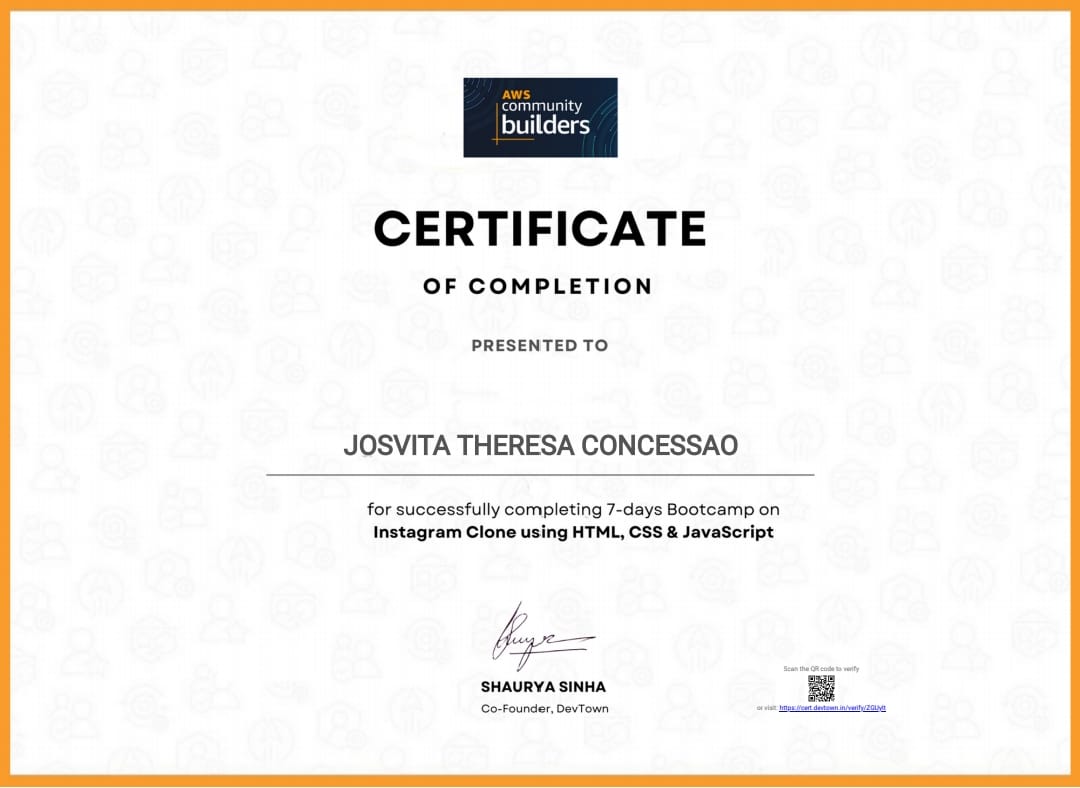 AWS
community
builders
CERTIFICATE
OF COMPLETION
PRESENTED TO
JOSVITA THERESA CONCESSAO
for successfully completing 7-days Bootcamp on
Instagram Clone using HTML, CSS & JavaScript
SHAURYA SINHA
Co-Founder, DevTown
Scan the QR code to verify
or visit: https://cert.devtown.in/verify/ZGUyIt